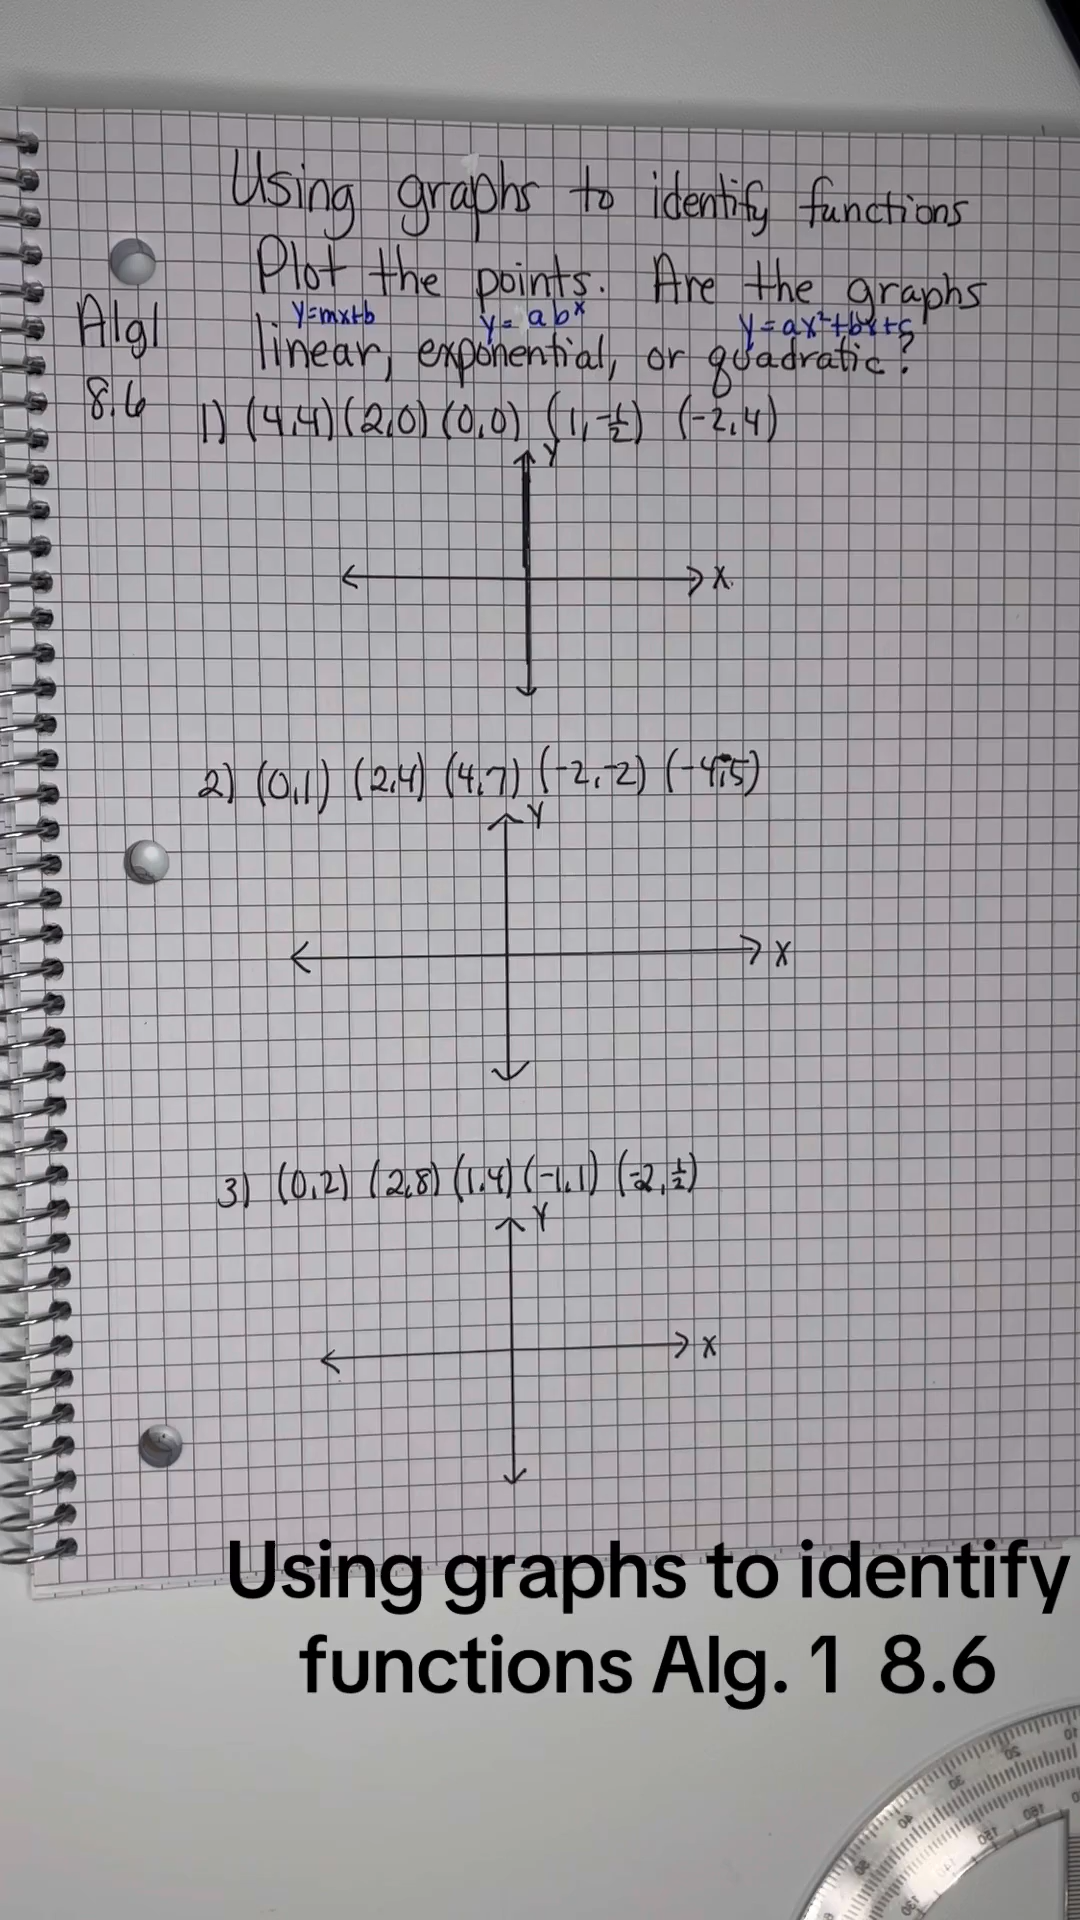 Using graphs to identify functions
Plot the points. Are the graphs
y=mx+b y=ab^x y=ax²+bx+c
linear, exponential, or quadratic?
Alg1
8.6
1) (4,4) (2,0) (0,0) (1,-1/2) (-2,4)
y
x
2) (0,1) (2,4) (4,7) (-2,-2) (-4,-5)
y
x
3) (0,2) (2,8) (1,4) (-1,1) (-2,1/2)
y
x
Using graphs to identify
functions Alg. 1 8.6